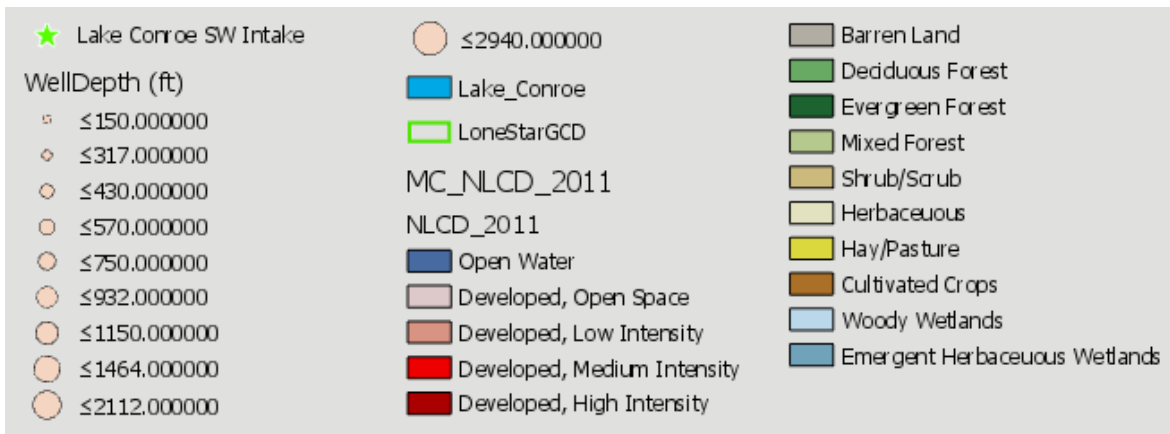 Lake Conroe SW Intake
WellDepth (ft)
≤150.000000
≤317.000000
≤430.000000
≤570.000000
≤750.000000
≤932.000000
≤1150.000000
≤1464.000000
≤2112.000000
≤2940.000000
Lake_Conroe
LoneStarGCD
MC_NLCD_2011
NLCD_2011
Open Water
Developed, Open Space
Developed, Low Intensity
Developed, Medium Intensity
Developed, High Intensity
Barren Land
Deciduous Forest
Evergreen Forest
Mixed Forest
Shrub/Scrub
Herbaceuous
Hay/Pasture
Cultivated Crops
Woody Wetlands
Emergent Herbaceuous Wetlands